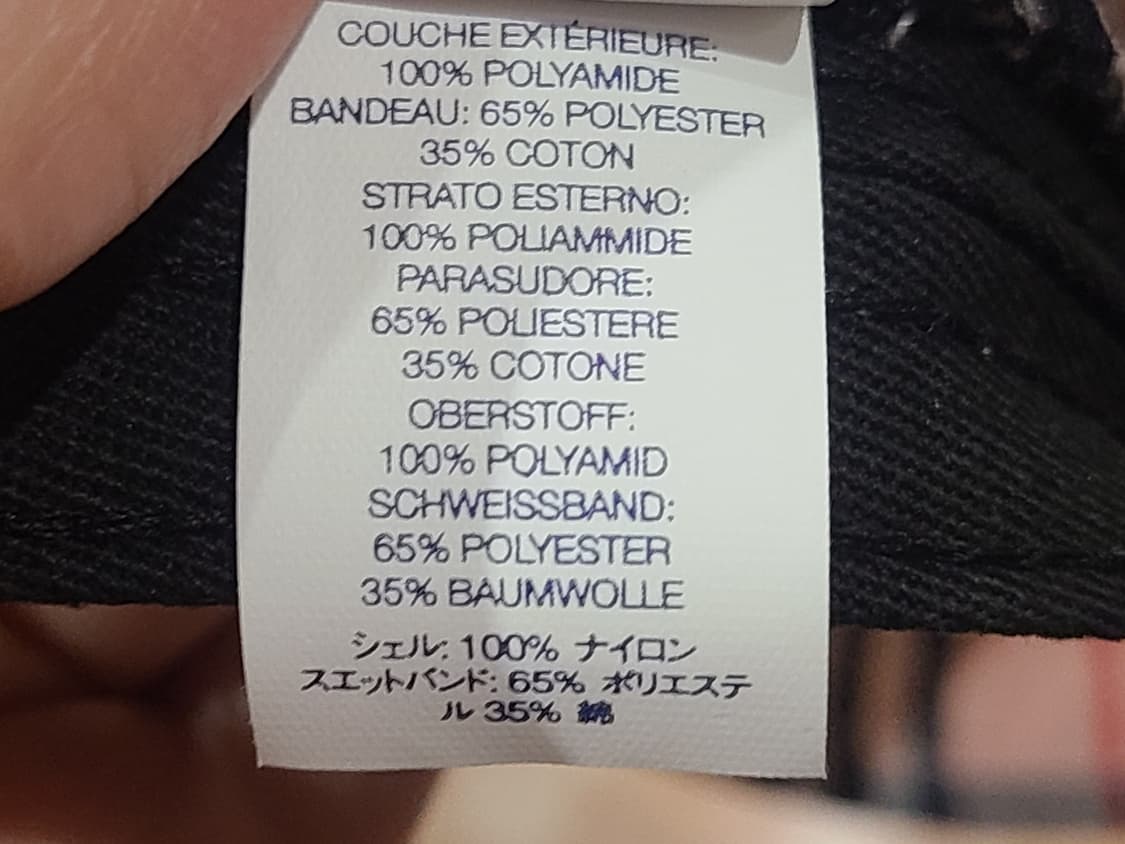 COUCHE EXTÉRIEURE:
100% POLYAMIDE
BANDEAU: 65% POLYESTER
35% COTON
STRATO ESTERNO:
100% POLIAMMIDE
PARASUDORE:
65% POLIESTERE
35% COTONE
OBERSTOFF:
100% POLYAMID
SCHWEISSBAND:
65% POLYESTER
35% BAUMWOLLE
シェル: 100% ナイロン
スエットバンド: 65% ポリエステ
ル 35% 綿